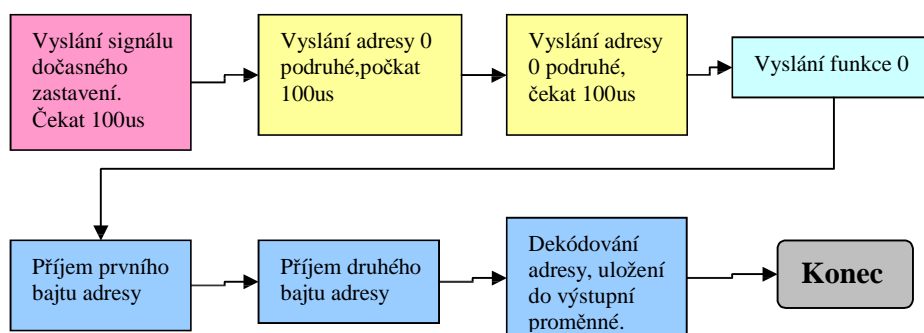 Vyslání signálu
dočasného
zastavení.
Čekat 100us
Vyslání adresy 0
podruhé,počkat
100us
Vyslání adresy
0 podruhé,
čekat 100us
Vyslání funkce 0
Příjem prvního
bajtu adresy
Příjem druhého
bajtu adresy
Dekódování
adresy, uložení
do výstupní
proměnné.
Konec